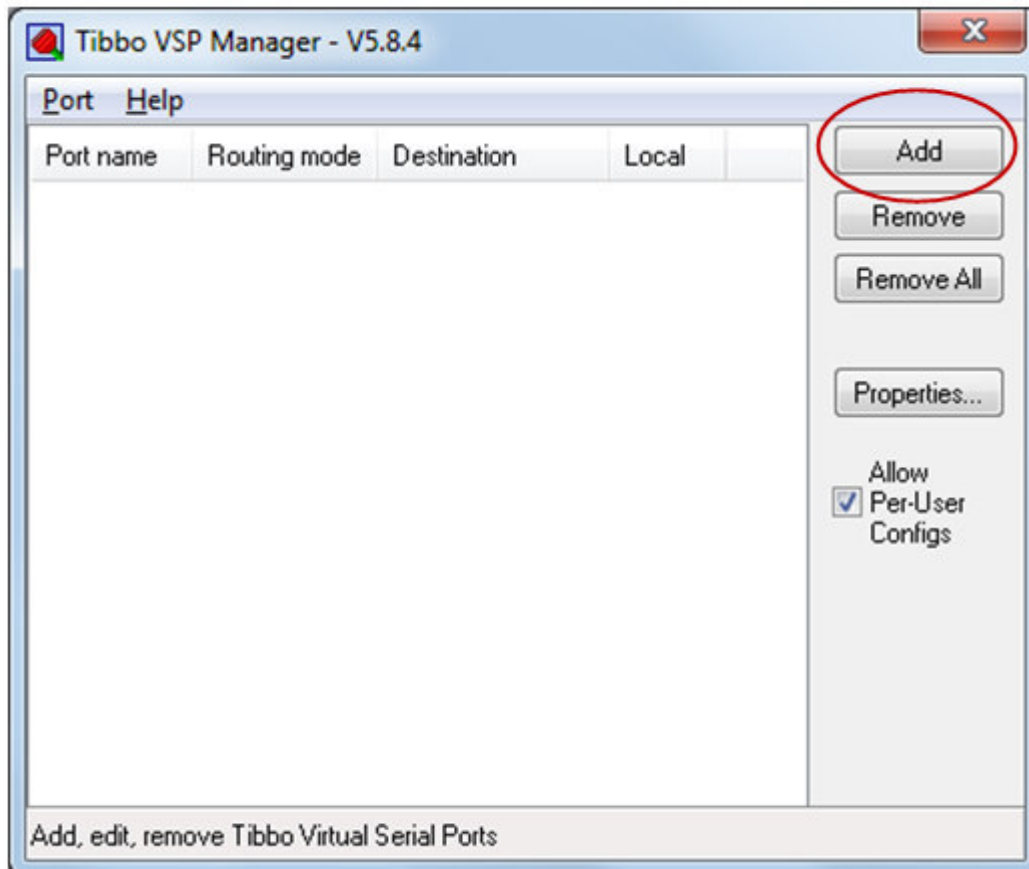 Tibbo VSP Manager - V5.8.4
Port Help
Port name Routing mode Destination Local
Add
Remove
Remove All
Properties...
Allow
Per-User
Configs
Add, edit, remove Tibbo Virtual Serial Ports